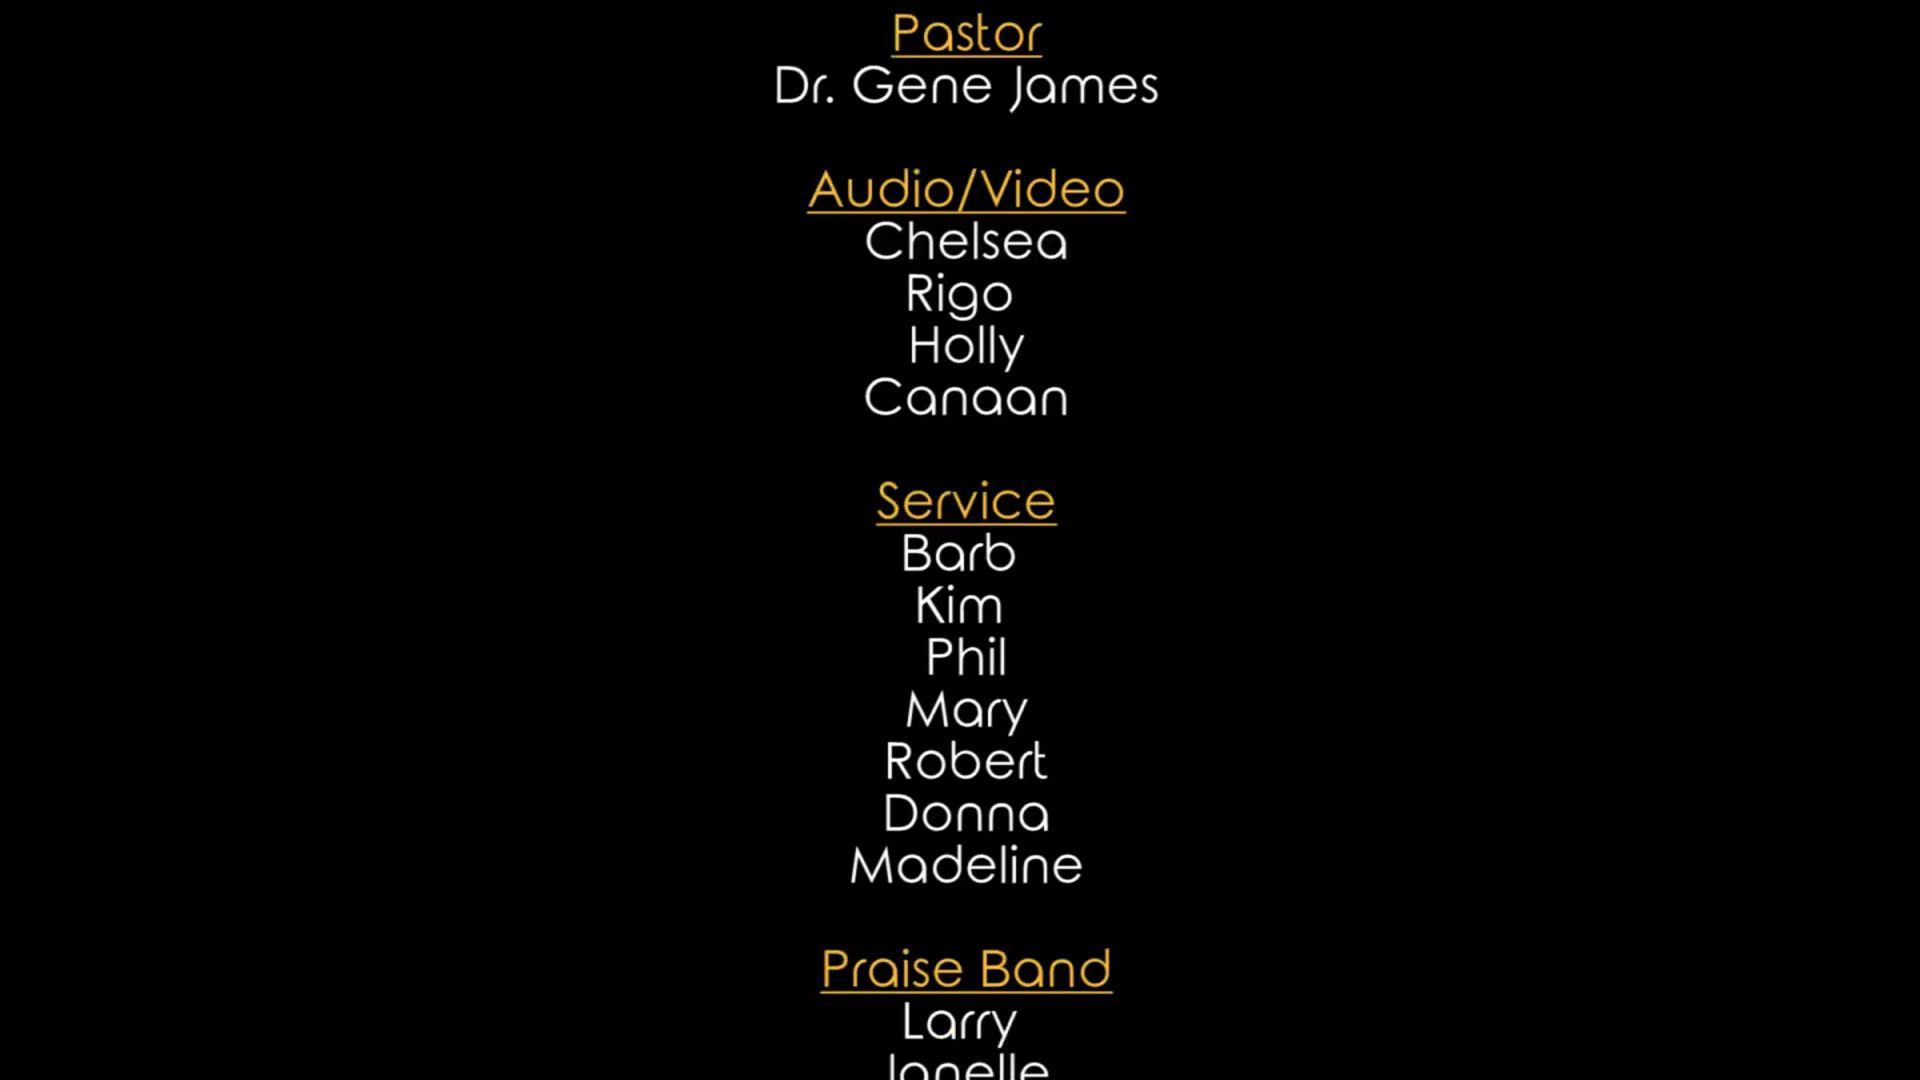 Pastor
Dr. Gene James
Audio/Video
Chelsea
Rigo
Holly
Canaan
Service
Barb
Kim
Phil
Mary
Robert
Donna
Madeline
Praise Band
Larry
Janelle